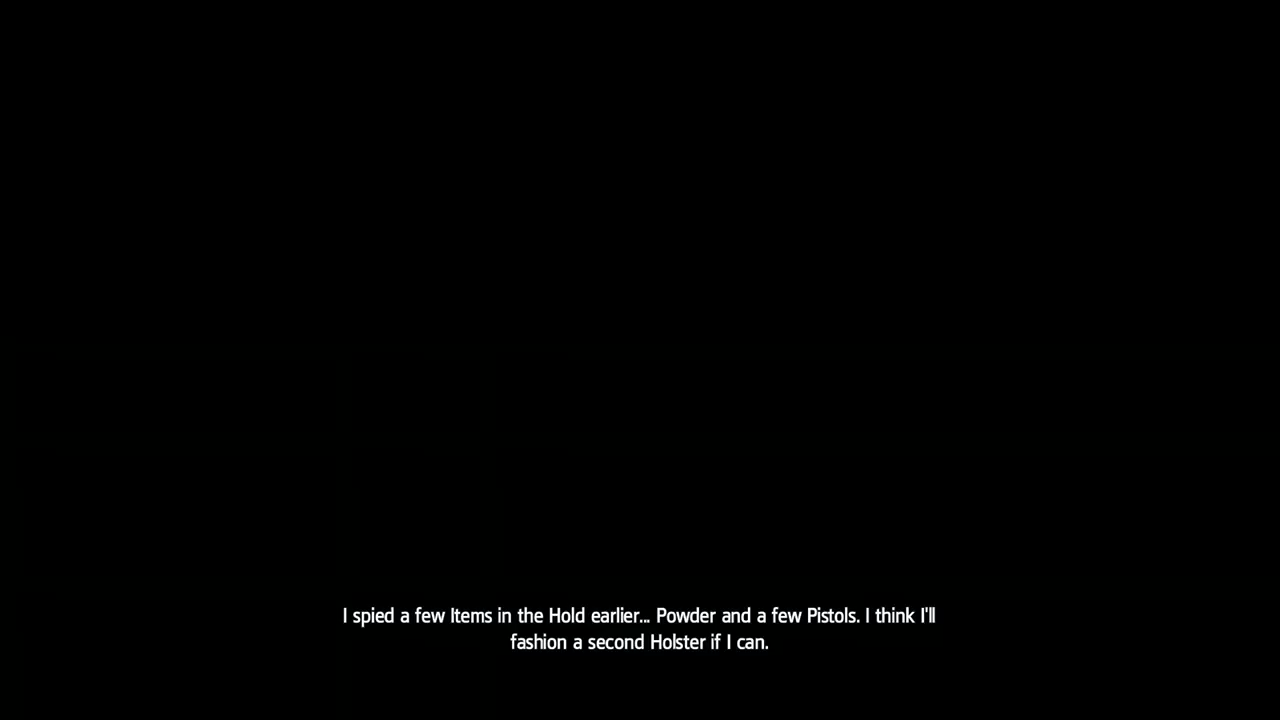 I spied a few Items in the Hold earlier... Powder and a few Pistols. I think I'll
fashion a second Holster if I can.